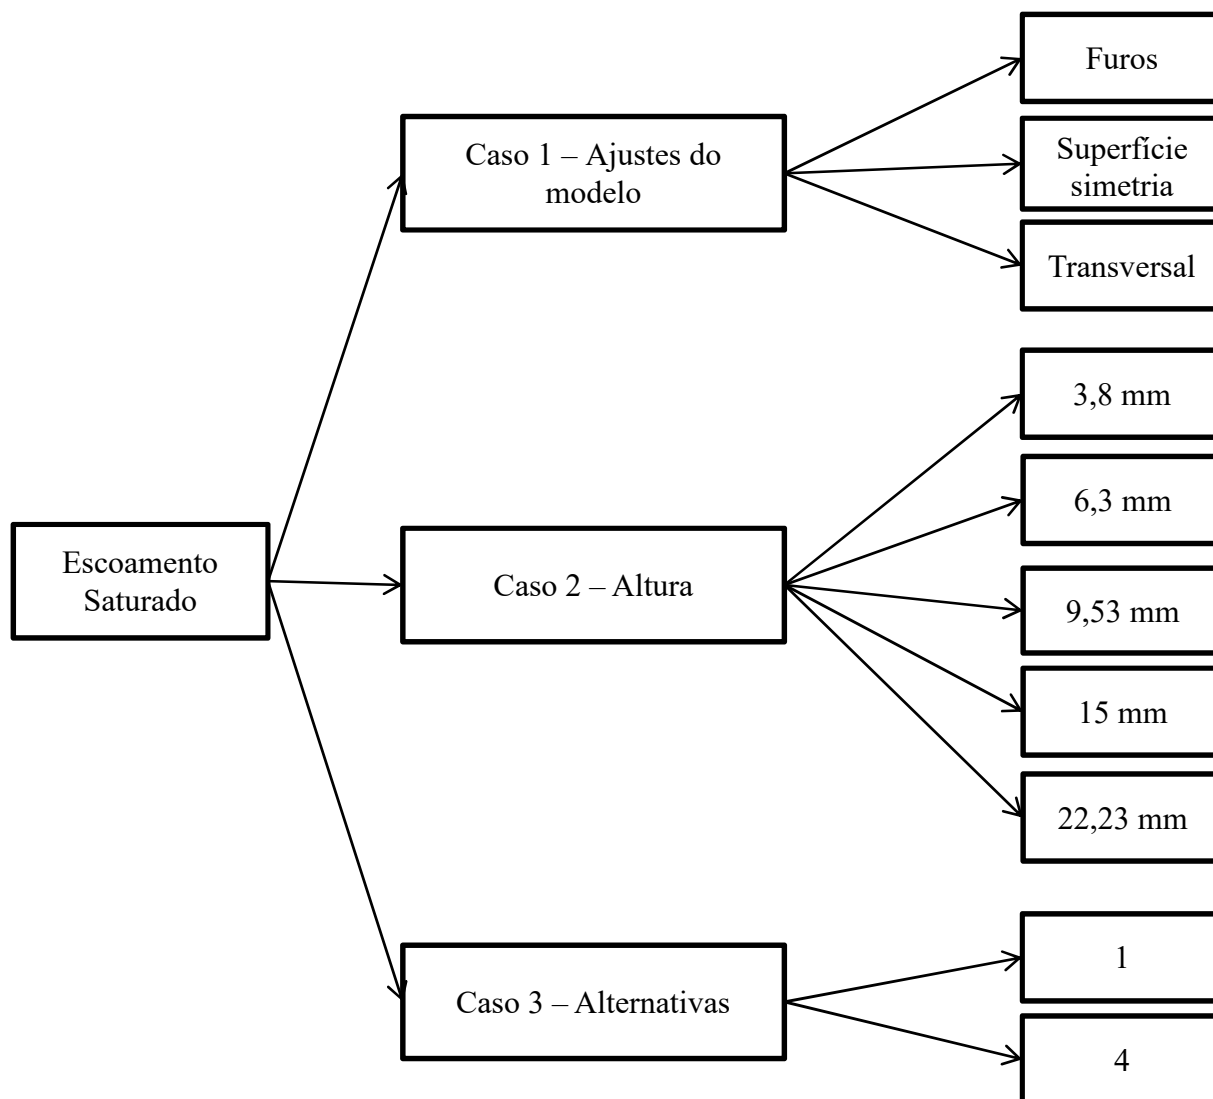 Escoamento
Saturado
Caso 1 – Ajustes do
modelo
Furos
Superfície
simetria
Transversal
Caso 2 – Altura
3,8 mm
6,3 mm
9,53 mm
15 mm
22,23 mm
Caso 3 – Alternativas
1
4